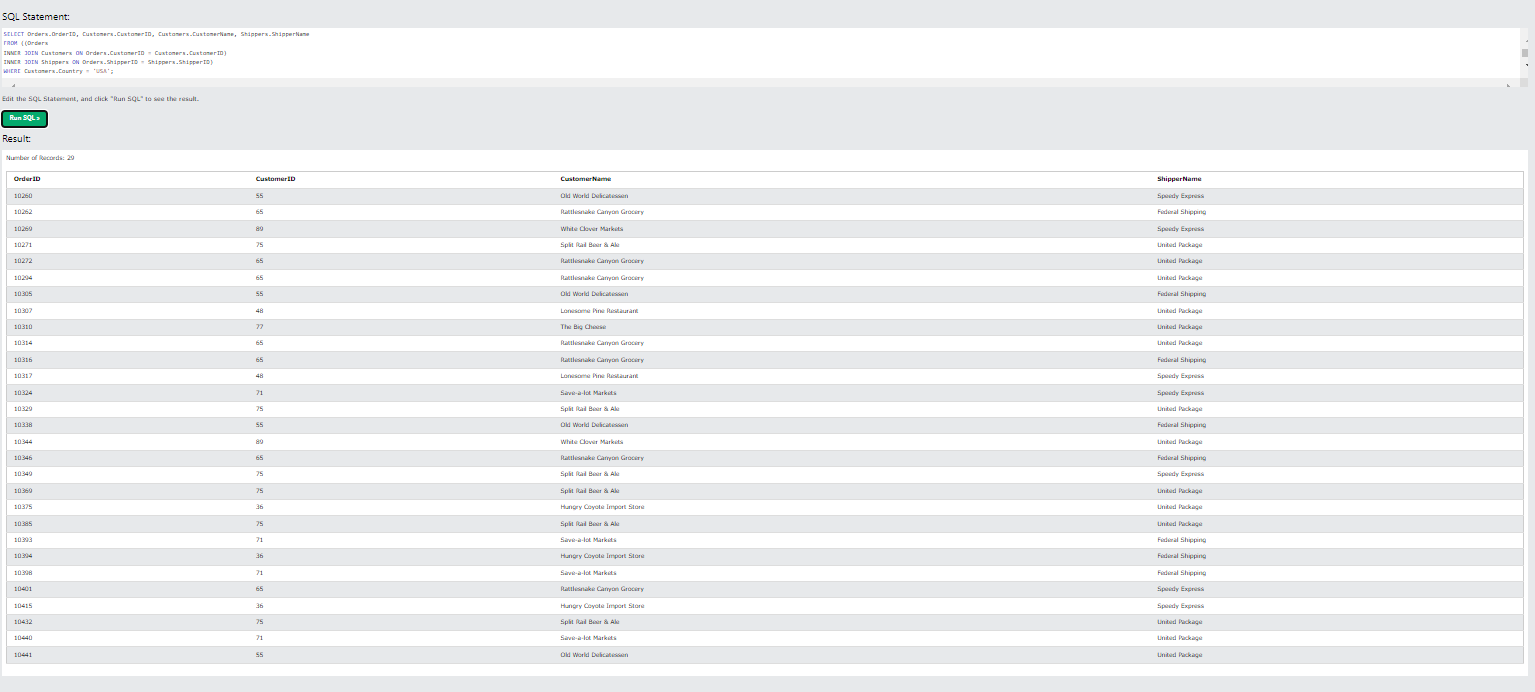 SQL Statement:
SELECT Orders.OrderID, Customers.CustomerID, Customers.CustomerName, Shippers.ShipperName
FROM ((Orders
INNER JOIN Customers ON Orders.CustomerID = Customers.CustomerID)
INNER JOIN Shippers ON Orders.ShipperID = Shippers.ShipperID)
WHERE Customers.Country = 'USA';
Edit the SQL Statement, and click "Run SQL" to see the result.
Run SQL »
Result:
Number of Records: 29
OrderID CustomerID CustomerName ShipperName
10260 55 Old World Delicatessen Speedy Express
10262 65 Rattlesnake Canyon Grocery Federal Shipping
10269 89 White Clover Markets Speedy Express
10271 75 Split Rail Beer & Ale United Package
10272 65 Rattlesnake Canyon Grocery United Package
10294 65 Rattlesnake Canyon Grocery United Package
10305 55 Old World Delicatessen Federal Shipping
10307 48 Lonesome Pine Restaurant United Package
10310 77 The Big Cheese United Package
10314 65 Rattlesnake Canyon Grocery United Package
10316 65 Rattlesnake Canyon Grocery Federal Shipping
10317 48 Lonesome Pine Restaurant Speedy Express
10324 71 Save-a-lot Markets Speedy Express
10329 75 Split Rail Beer & Ale United Package
10338 55 Old World Delicatessen Federal Shipping
10344 89 White Clover Markets United Package
10346 65 Rattlesnake Canyon Grocery Federal Shipping
10349 75 Split Rail Beer & Ale Speedy Express
10369 75 Split Rail Beer & Ale United Package
10375 36 Hungry Coyote Import Store United Package
10385 75 Split Rail Beer & Ale United Package
10393 71 Save-a-lot Markets Federal Shipping
10394 36 Hungry Coyote Import Store Federal Shipping
10398 71 Save-a-lot Markets Federal Shipping
10401 65 Rattlesnake Canyon Grocery Speedy Express
10415 36 Hungry Coyote Import Store Speedy Express
10432 75 Split Rail Beer & Ale United Package
10440 71 Save-a-lot Markets United Package
10441 55 Old World Delicatessen United Package